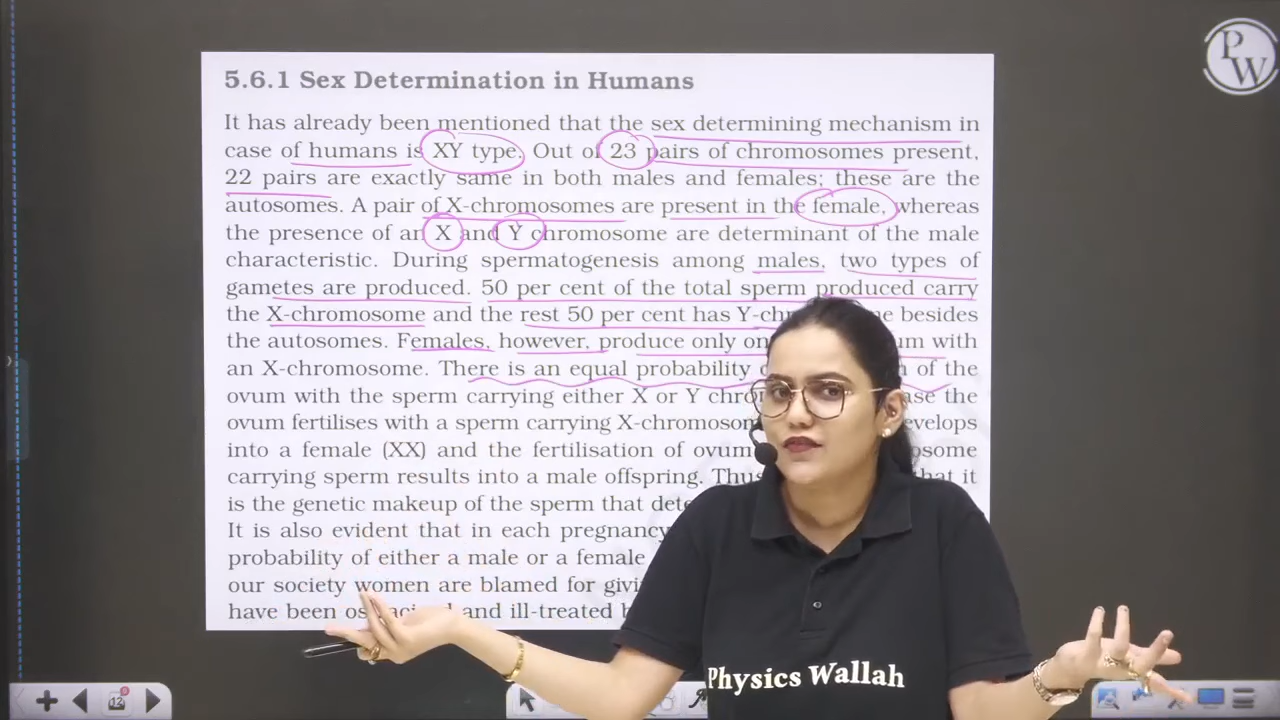 5.6.1 Sex Determination in Humans
It has already been mentioned that the sex determining mechanism in
case of humans is XY type. Out of 23 pairs of chromosomes present,
22 pairs are exactly same in both males and females; these are the
autosomes. A pair of X-chromosomes are present in the female, whereas
the presence of an X and Y chromosome are determinant of the male
characteristic. During spermatogenesis among males, two types of
gametes are produced. 50 per cent of the total sperm produced carry
the X-chromosome and the rest 50 per cent has Y- besides
the autosomes. Females, however, produce only with
an X-chromosome. There is an equal probability of the
ovum with the sperm carrying either X or Y the
ovum fertilises with a sperm carrying
into a female (XX) and the fertilisation of ovum
carrying sperm results into a male offspring. Thus that it
is the genetic makeup of the sperm that
It is also evident that in each pregnancy
probability of either a male or a female
our society women are blamed for
have been and ill-treated
PW
Physics Wallah
12